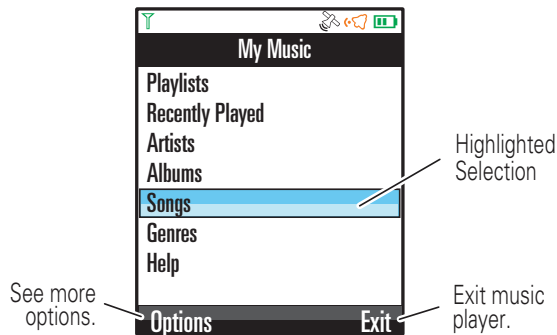 My Music
Playlists
Recently Played
Artists
Albums
Songs
Genres
Help
Options
Exit
Highlighted
Selection
See more
options.
Exit music
player.